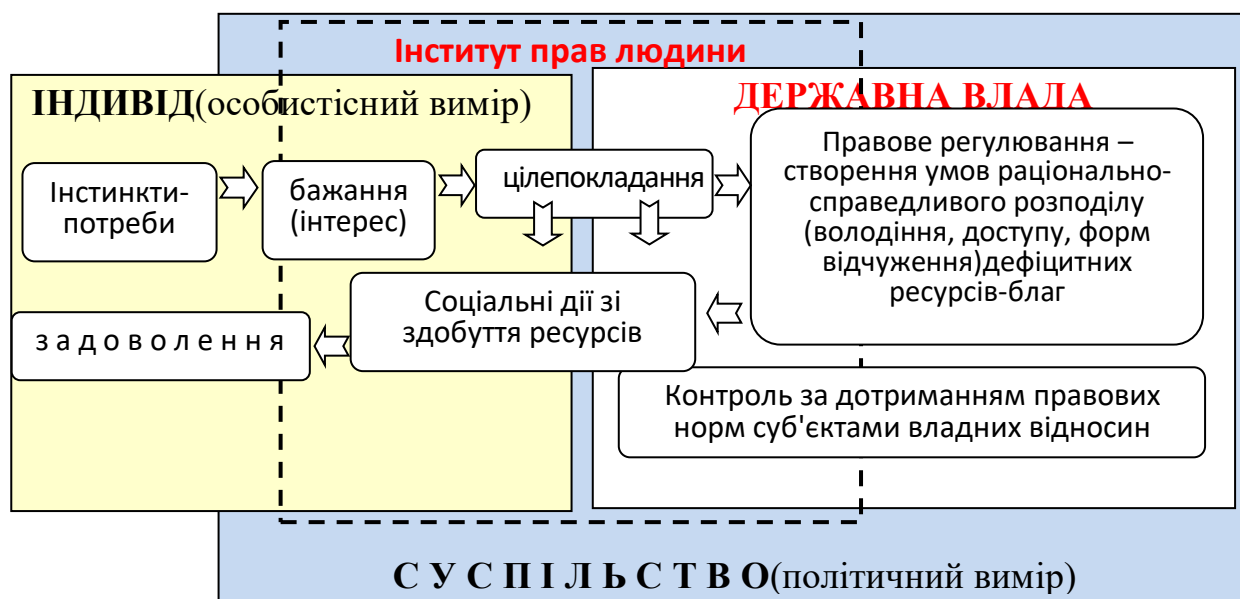 Інститут прав людини
ІНДИВІД(особистісний вимір)
ДЕРЖАВНА ВЛАДА
Інстинкти-
потреби
бажання
(інтерес)
цілепокладання
Правове регулювання –
створення умов раціонально-
справедливого розподілу
(володіння, доступу, форм
відчуження)дефіцитних
ресурсів-благ
Соціальні дії зі
здобуття ресурсів
з а д о в о л е н н я
Контроль за дотриманням правових
норм суб'єктами владних відносин
С У С П І Л Ь С Т В О(політичний вимір)